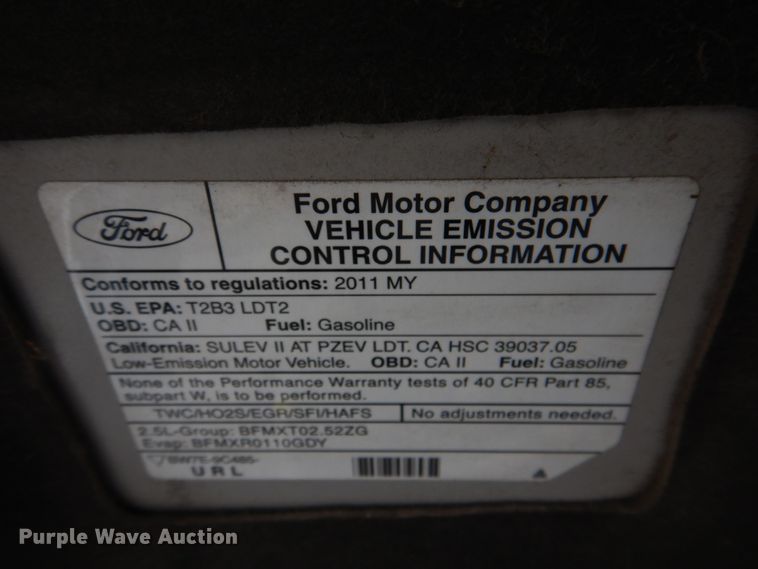 Ford
Ford Motor Company
VEHICLE EMISSION
CONTROL INFORMATION
Conforms to regulations: 2011 MY
U.S. EPA: T2B3 LDT2
OBD: CA II Fuel: Gasoline
California: SULEV II AT PZEV LDT. CA HSC 39037.05
Low-Emission Motor Vehicle. OBD: CA II Fuel: Gasoline
None of the Performance Warranty tests of 40 CFR Part 85,
subpart W, is to be performed.
TWC/HO2S/EGR/SFI/HAFS No adjustments needed.
2.5L-Group: BFMXT02.52ZG
Evap: BFMXR0110GDY
URL
Purple Wave Auction